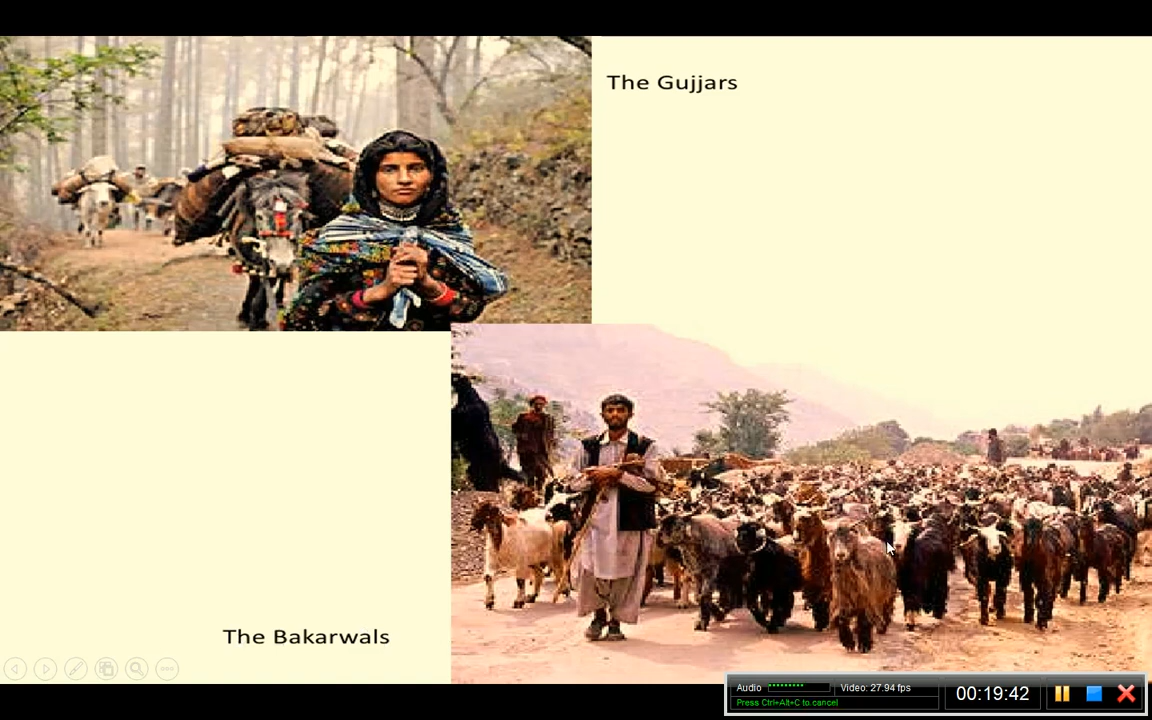 The Gujjars
The Bakarwals
Audio
Video: 27.94 fps
Press Ctrl+Alt+C to cancel
00:19:42